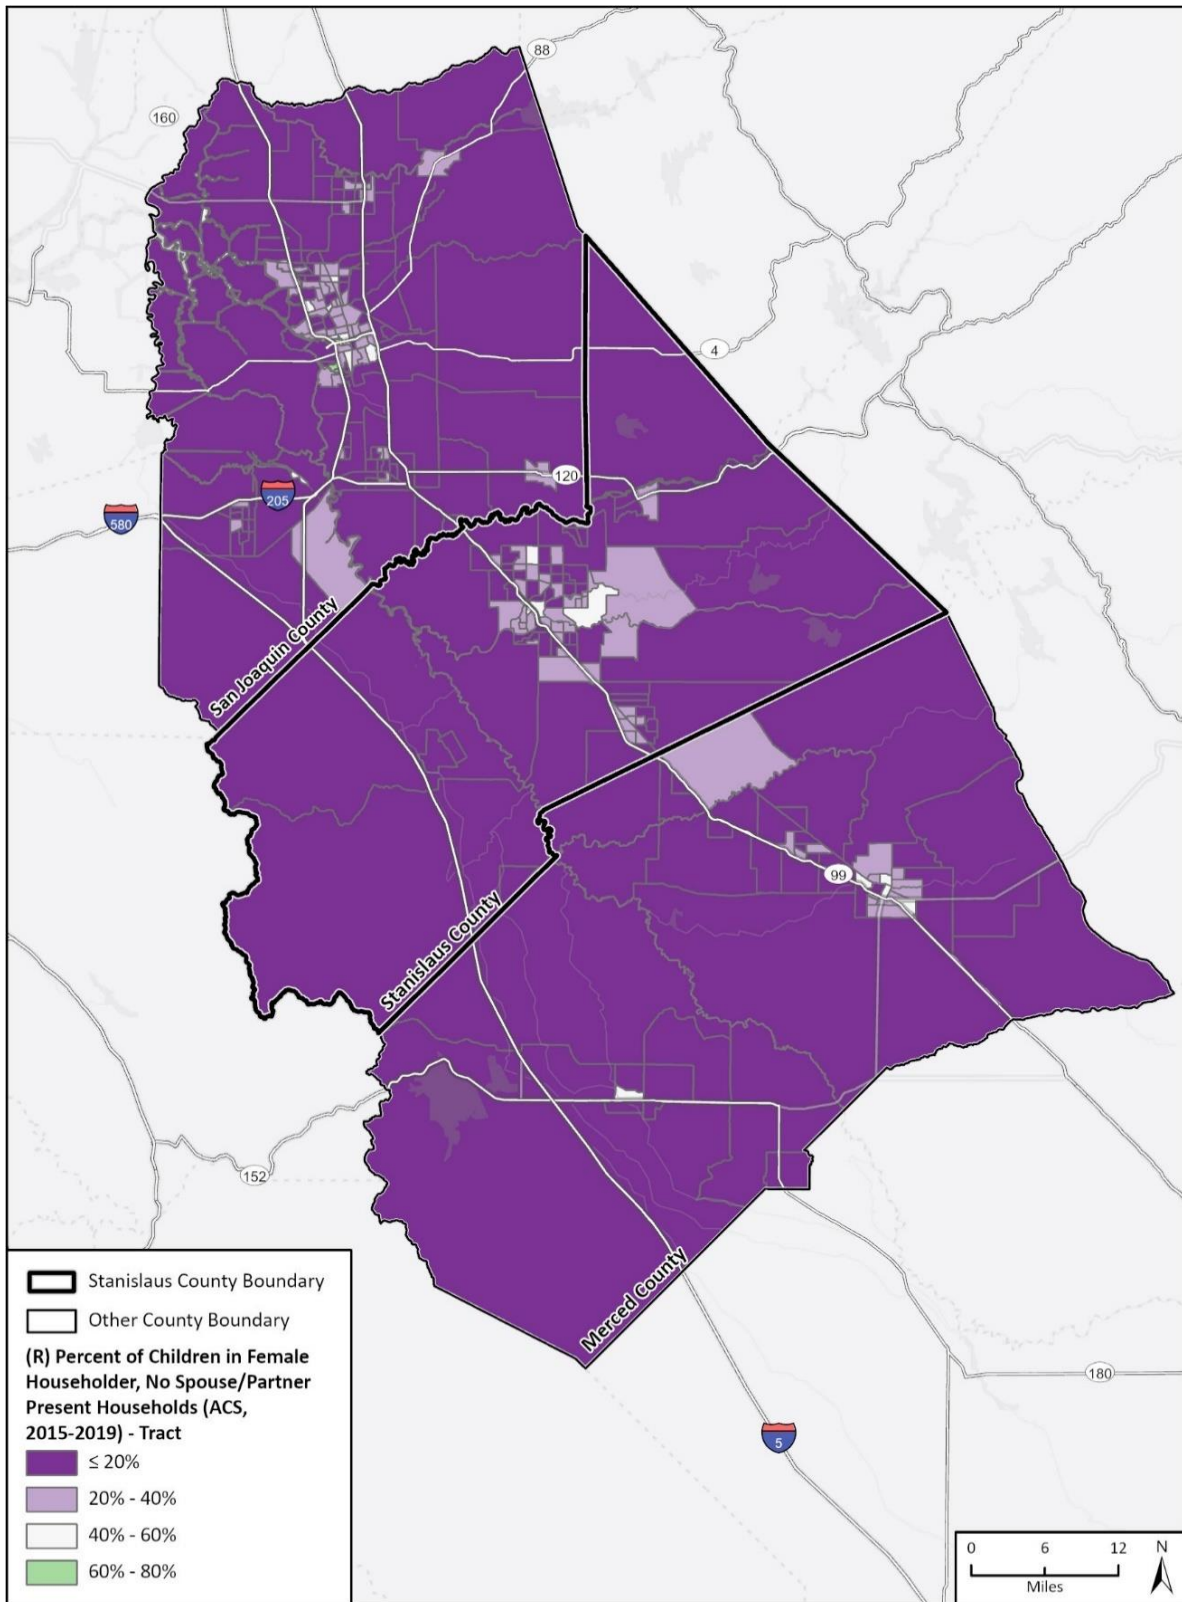 88
160
4
120
205
580
San Joaquin County
99
Stanislaus County
152
Merced County
180
5
Stanislaus County Boundary
Other County Boundary
(R) Percent of Children in Female
Householder, No Spouse/Partner
Present Households (ACS,
2015-2019) - Tract
≤ 20%
20% - 40%
40% - 60%
60% - 80%
0 6 12 N
Miles